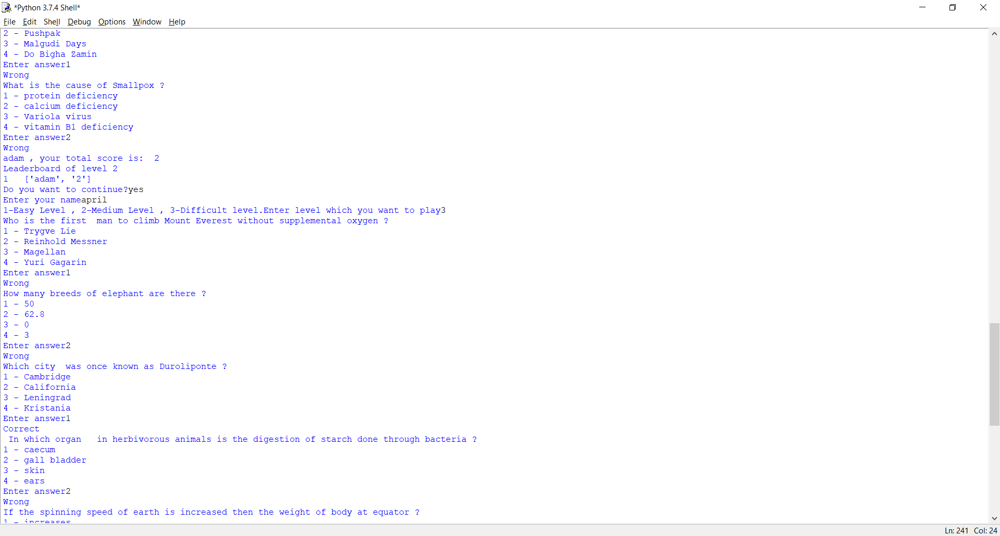 *Python 3.7.4 Shell*
File Edit Shell Debug Options Window Help
2 - Pushpak
3 - Malgudi Days
4 - Do Bigha Zamin
Enter answer1
Wrong
What is the cause of Smallpox ?
1 - protein deficiency
2 - calcium deficiency
3 - Variola virus
4 - vitamin B1 deficiency
Enter answer2
Wrong
adam , your total score is:  2
Leaderboard of level 2
1   ['adam', '2']
Do you want to continue?yes
Enter your nameapril
1-Easy Level , 2-Medium Level , 3-Difficult level.Enter level which you want to play3
Who is the first  man to climb Mount Everest without supplemental oxygen ?
1 - Trygve Lie
2 - Reinhold Messner
3 - Magellan
4 - Yuri Gagarin
Enter answer1
Wrong
How many breeds of elephant are there ?
1 - 50
2 - 62.8
3 - 0
4 - 3
Enter answer2
Wrong
Which city  was once known as Duroliponte ?
1 - Cambridge
2 - California
3 - Leningrad
4 - Kristania
Enter answer1
Correct
 In which organ   in herbivorous animals is the digestion of starch done through bacteria ?
1 - caecum
2 - gall bladder
3 - skin
4 - ears
Enter answer2
Wrong
If the spinning speed of earth is increased then the weight of body at equator ?
1 - increases
Ln: 241 Col: 24